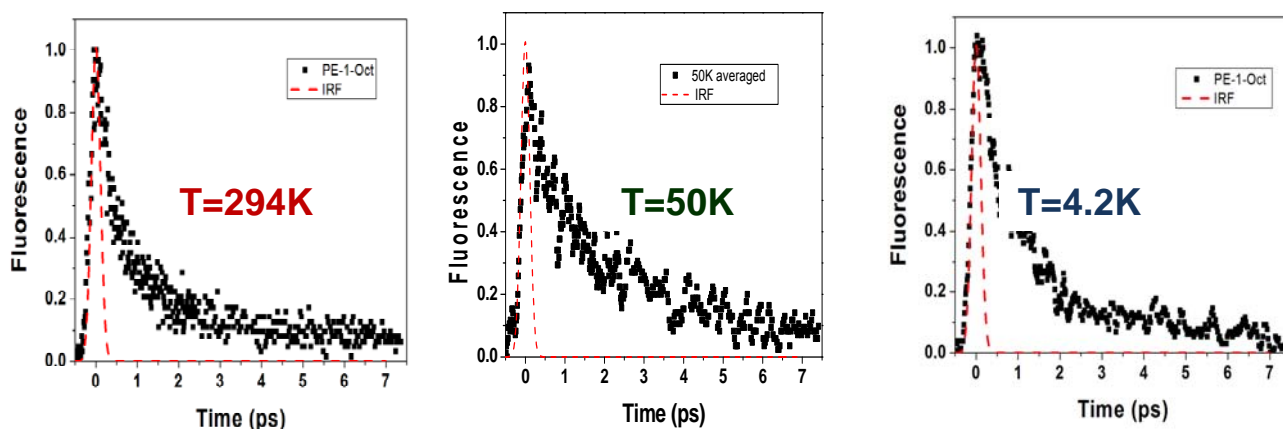 Fluorescence
1.0
0.8
0.6
0.4
0.2
0.0
PE-1-Oct
IRF
T=294K
0 1 2 3 4 5 6 7
Time (ps)
Fluorescence
1.0
0.8
0.6
0.4
0.2
0.0
50K averaged
IRF
T=50K
0 1 2 3 4 5 6 7
Time (ps)
Fluorescence
1.0
0.8
0.6
0.4
0.2
0.0
PE-1-Oct
IRF
T=4.2K
0 1 2 3 4 5 6 7
Time (ps)